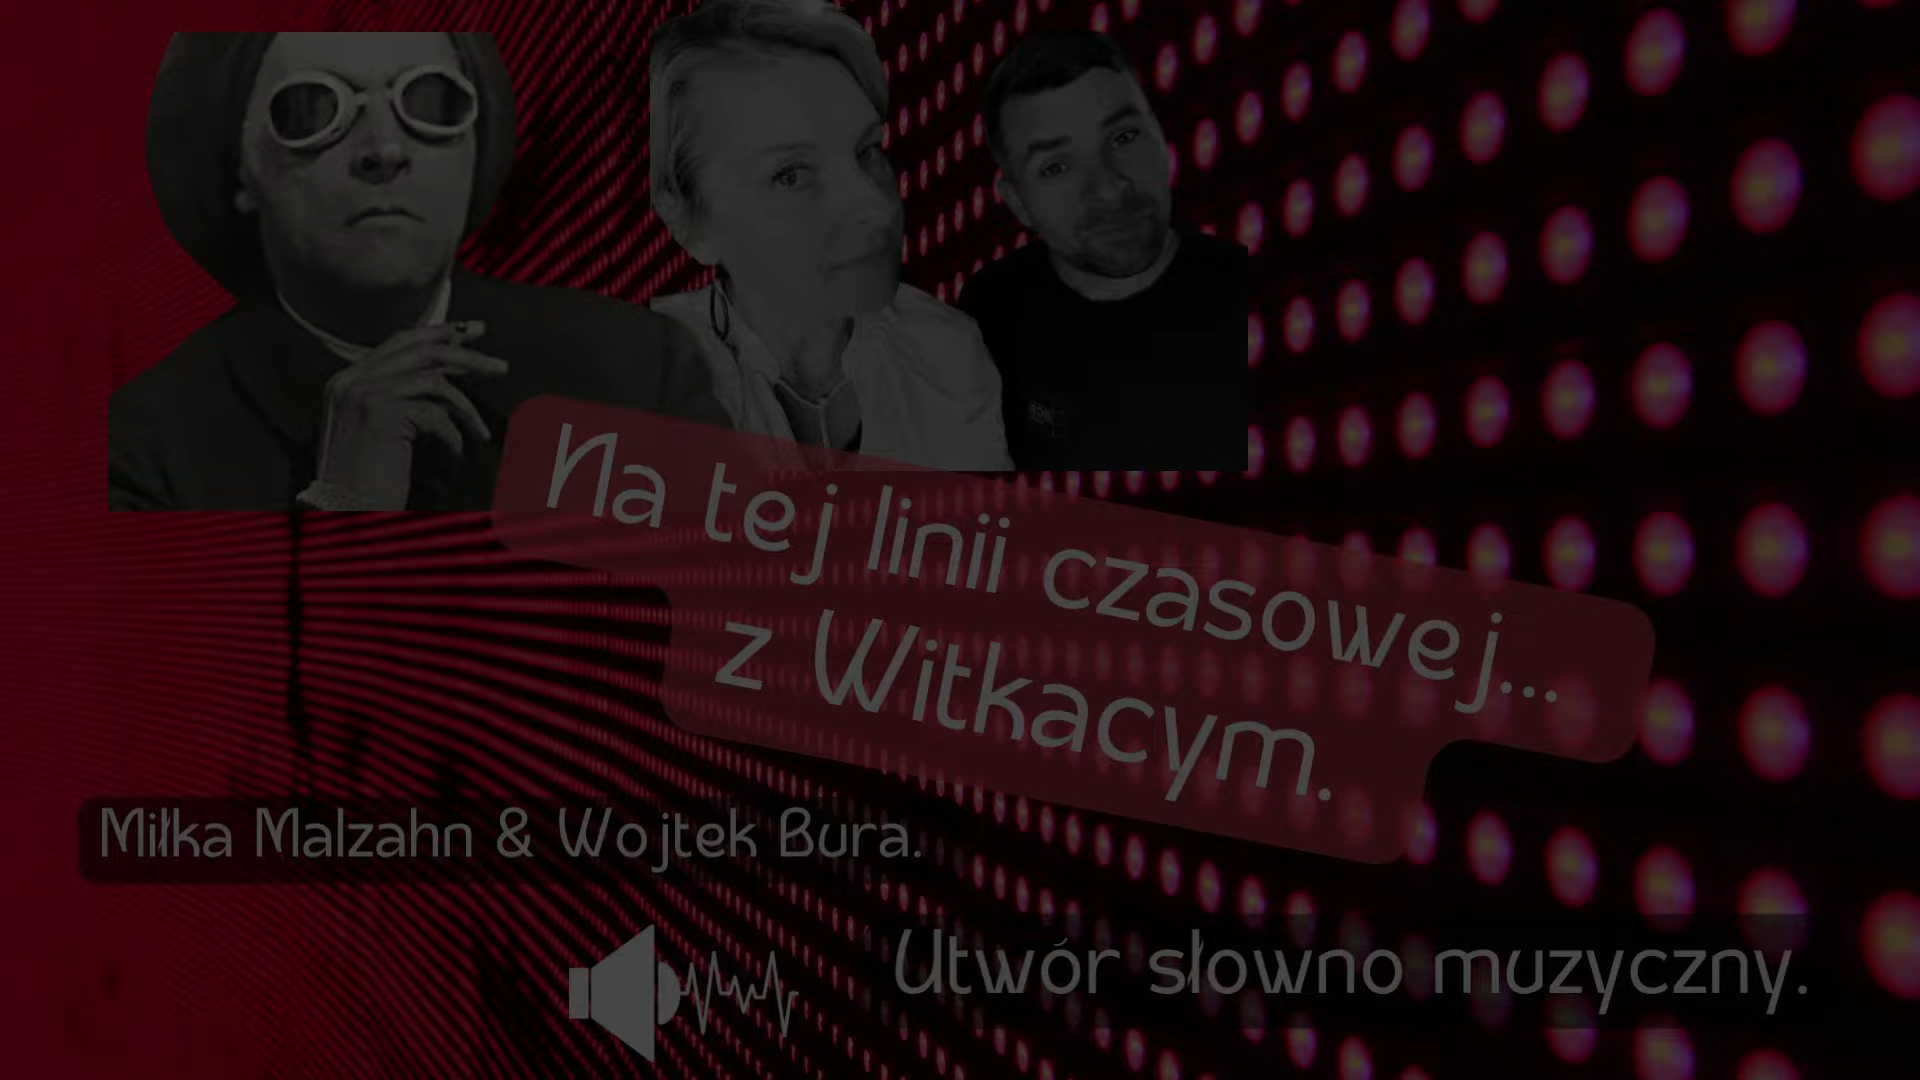 Na tej linii czasowej...
z Witkacym.
Miłka Malzahn & Wojtek Bura.
Utwór słowno muzyczny.